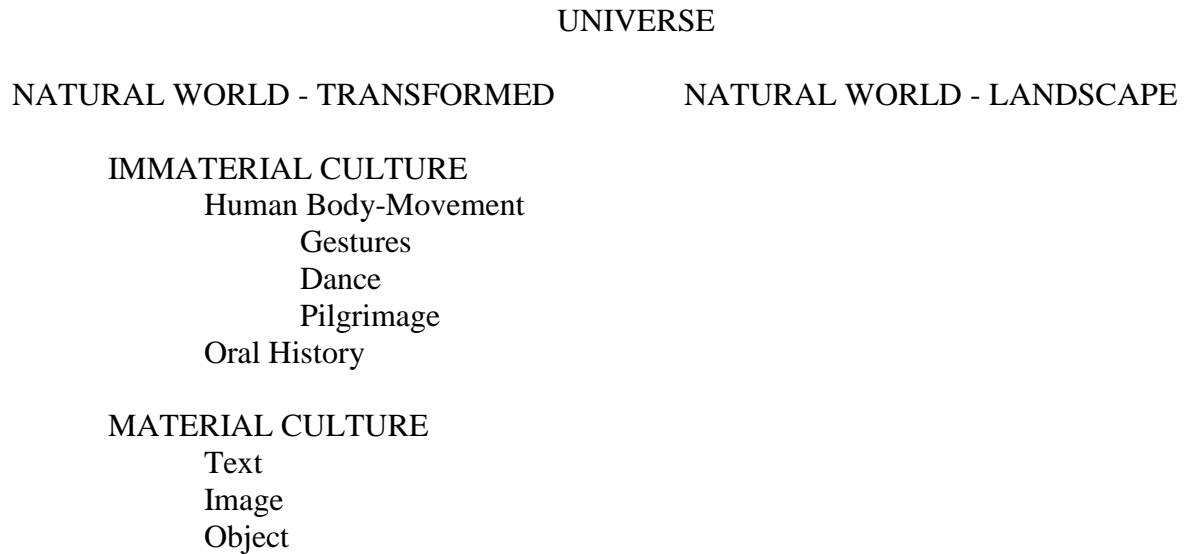 UNIVERSE
NATURAL WORLD - TRANSFORMED NATURAL WORLD - LANDSCAPE
IMMATERIAL CULTURE
Human Body-Movement
Gestures
Dance
Pilgrimage
Oral History
MATERIAL CULTURE
Text
Image
Object